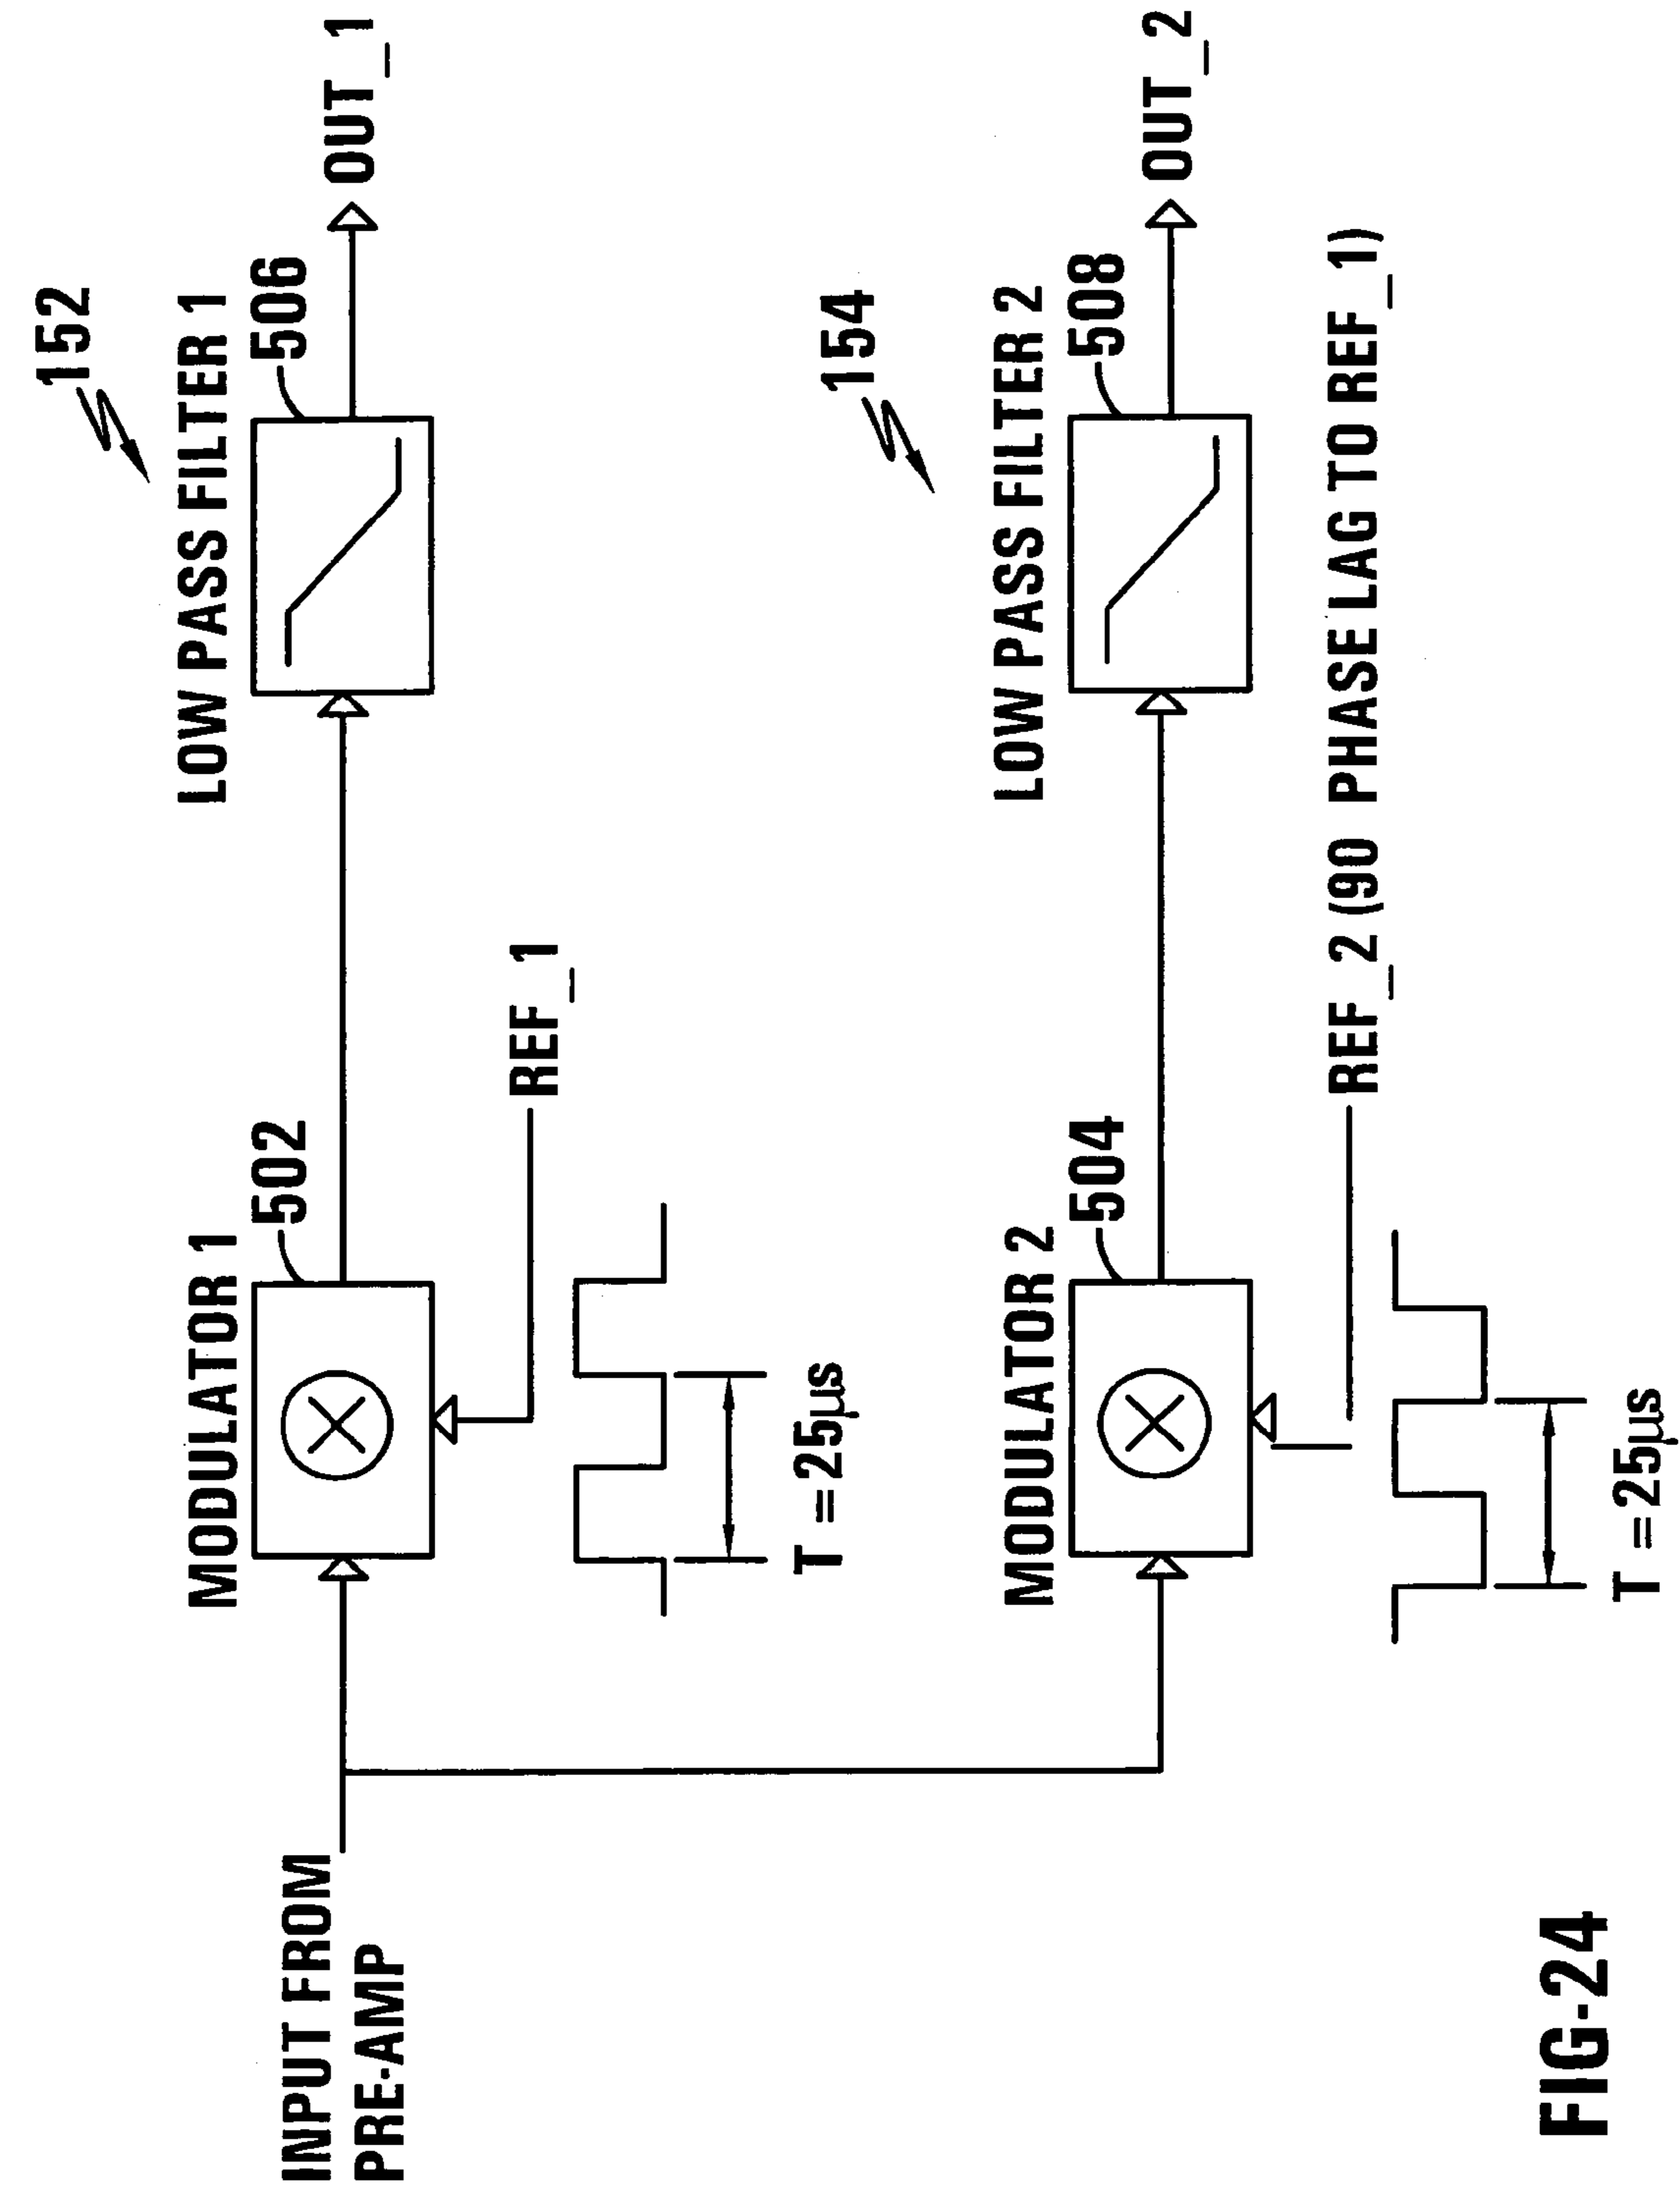 152
LOW PASS FILTER 1
506
MODULATOR 1
502
INPUT FROM
PRE-AMP
OUT_1
REF_1
T = 25μs
154
LOW PASS FILTER 2
508
MODULATOR 2
504
OUT_2
REF_2 (90 PHASE LAG TO REF_1)
T = 25μs
FIG-24